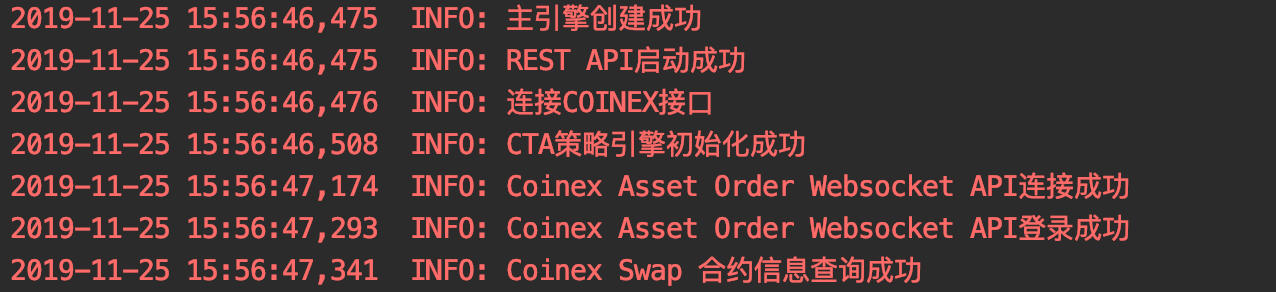 2019-11-25 15:56:46,475  INFO: 主引擎创建成功
2019-11-25 15:56:46,475  INFO: REST API启动成功
2019-11-25 15:56:46,476  INFO: 连接COINEX接口
2019-11-25 15:56:46,508  INFO: CTA策略引擎初始化成功
2019-11-25 15:56:47,174  INFO: Coinex Asset Order Websocket API连接成功
2019-11-25 15:56:47,293  INFO: Coinex Asset Order Websocket API登录成功
2019-11-25 15:56:47,341  INFO: Coinex Swap 合约信息查询成功